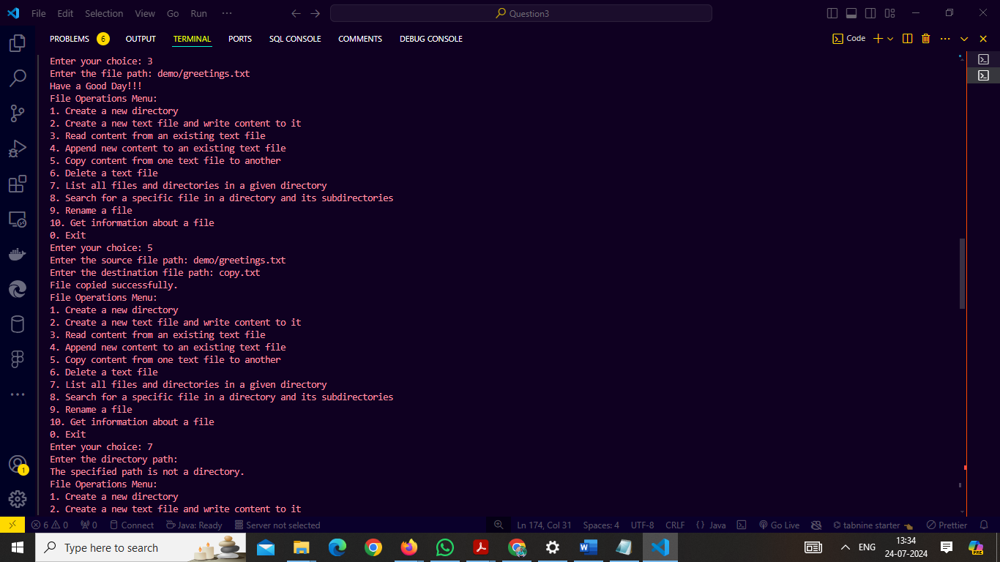 File Edit Selection View Go Run ···
Question3
PROBLEMS 6 OUTPUT TERMINAL PORTS SQL CONSOLE COMMENTS DEBUG CONSOLE
Code
Enter your choice: 3
Enter the file path: demo/greetings.txt
Have a Good Day!!!
File Operations Menu:
1. Create a new directory
2. Create a new text file and write content to it
3. Read content from an existing text file
4. Append new content to an existing text file
5. Copy content from one text file to another
6. Delete a text file
7. List all files and directories in a given directory
8. Search for a specific file in a directory and its subdirectories
9. Rename a file
10. Get information about a file
0. Exit
Enter your choice: 5
Enter the source file path: demo/greetings.txt
Enter the destination file path: copy.txt
File copied successfully.
File Operations Menu:
1. Create a new directory
2. Create a new text file and write content to it
3. Read content from an existing text file
4. Append new content to an existing text file
5. Copy content from one text file to another
6. Delete a text file
7. List all files and directories in a given directory
8. Search for a specific file in a directory and its subdirectories
9. Rename a file
10. Get information about a file
0. Exit
Enter your choice: 7
Enter the directory path:
The specified path is not a directory.
File Operations Menu:
1. Create a new directory
2. Create a new text file and write content to it
1
6 0 0 Connect Java: Ready Server not selected Ln 174, Col 31 Spaces: 4 UTF-8 CRLF {} Java Go Live tabnine starter Prettier
Type here to search
ENG
13:34
24-07-2024
PRE